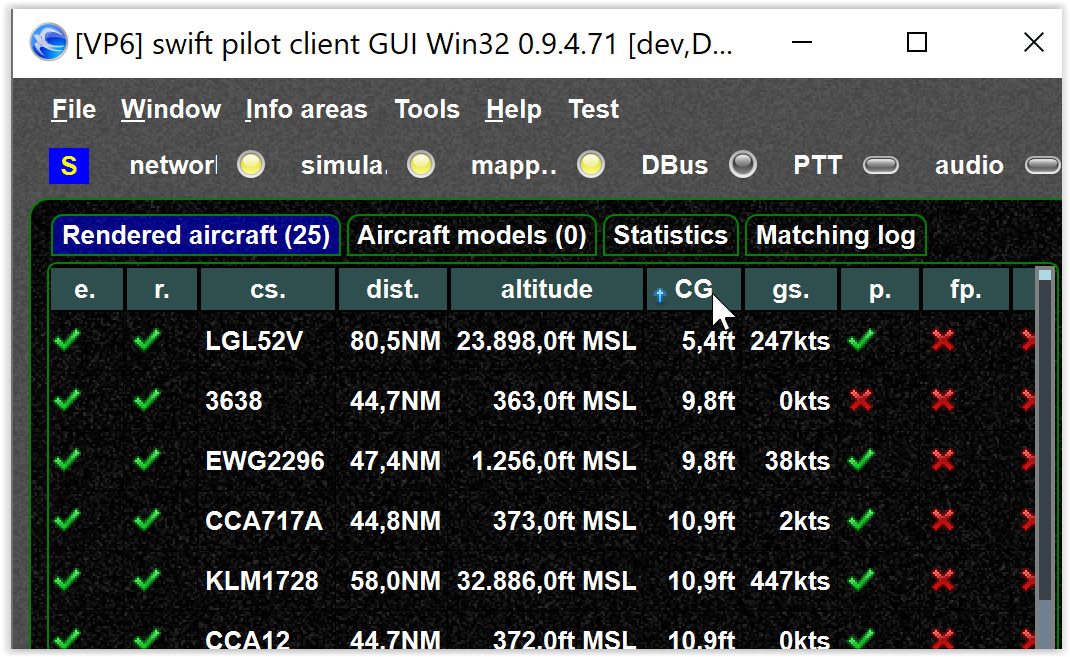 [VP6] swift pilot client GUI Win32 0.9.4.71 [dev,D...
File Window Info areas Tools Help Test
S networ simula. mapp.. DBus PTT audio
Rendered aircraft (25) Aircraft models (0) Statistics Matching log
e. r. cs. dist. altitude CG gs. p. fp.
LGL52V 80,5NM 23.898,0ft MSL 5,4ft 247kts
3638 44,7NM 363,0ft MSL 9,8ft 0kts
EWG2296 47,4NM 1.256,0ft MSL 9,8ft 38kts
CCA717A 44,8NM 373,0ft MSL 10,9ft 2kts
KLM1728 58,0NM 32.886,0ft MSL 10,9ft 447kts
CCA12 44,7NM 372,0ft MSL 10,9ft 0kts